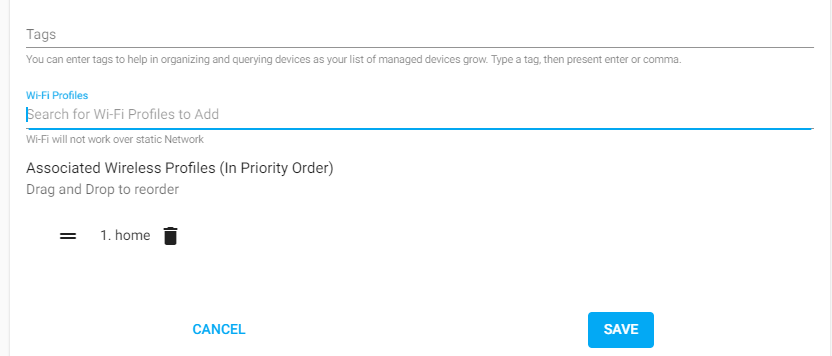 Tags
You can enter tags to help in organizing and querying devices as your list of managed devices grow. Type a tag, then present enter or comma.
Wi-Fi Profiles
Search for Wi-Fi Profiles to Add
Wi-Fi will not work over static Network
Associated Wireless Profiles (In Priority Order)
Drag and Drop to reorder
1. home
CANCEL
SAVE